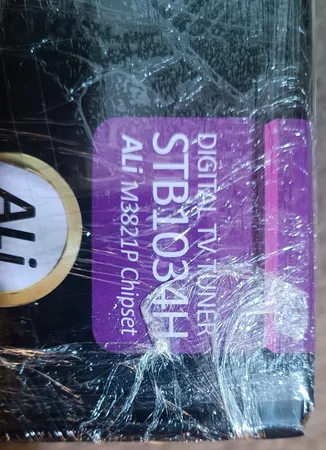 DIGITAL TV TUNER
STB1034H
ALi M3821P Chipset
ALi